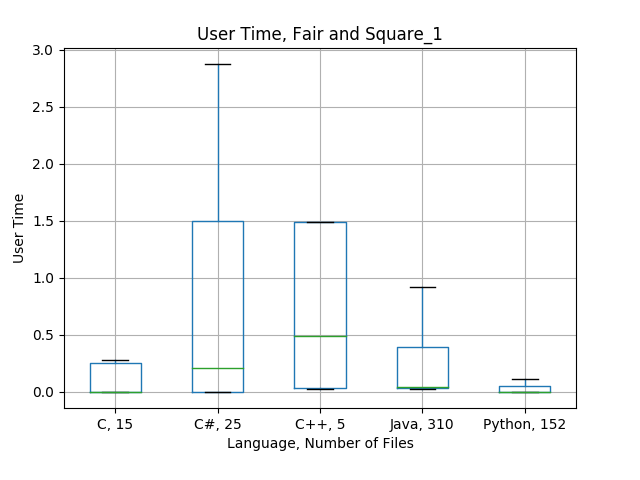 User Time, Fair and Square_1
3.0
2.5
2.0
1.5
1.0
0.5
0.0
User Time
C, 15
C#, 25
C++, 5
Java, 310
Python, 152
Language, Number of Files